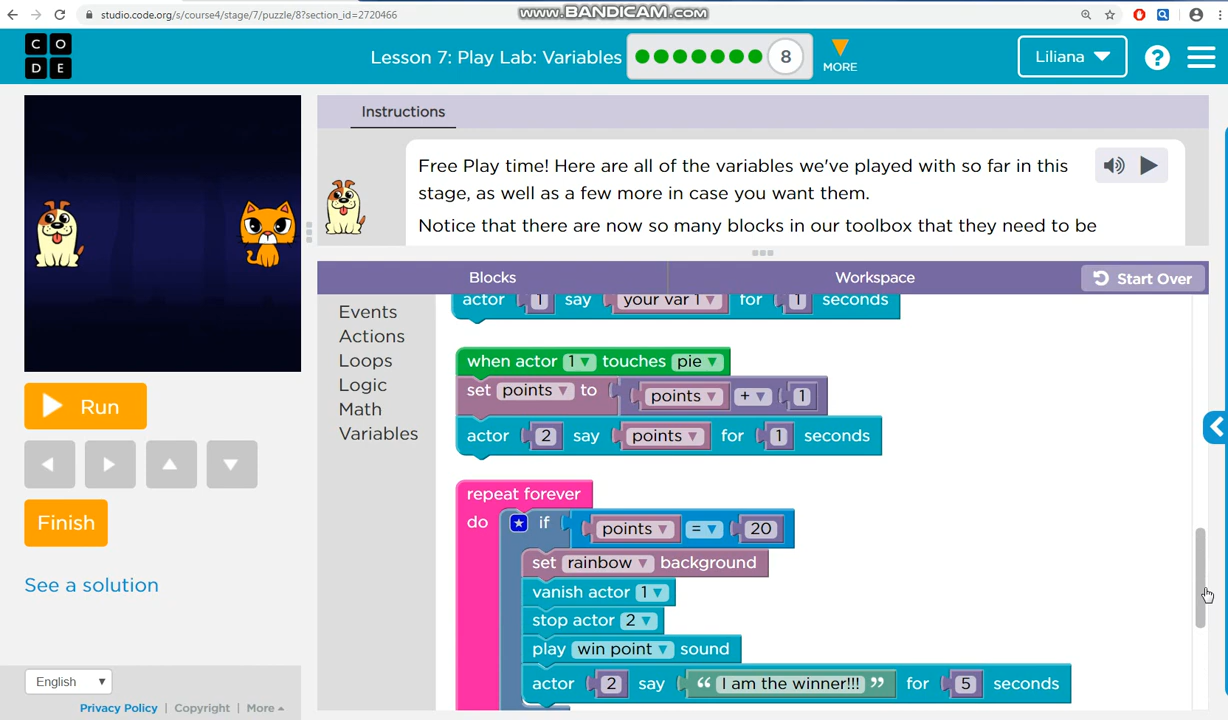 studio.code.org/s/course4/stage/7/puzzle/8?section_id=2720466
www.BANDICAM.com
C O
D E
Lesson 7: Play Lab: Variables
8
MORE
Liliana
?
Instructions
Free Play time! Here are all of the variables we've played with so far in this
stage, as well as a few more in case you want them.
Notice that there are now so many blocks in our toolbox that they need to be
Blocks
Workspace
Start Over
Events
Actions
Loops
Logic
Math
Variables
actor 1 say your var 1 for 1 seconds
when actor 1 touches pie
set points to points + 1
actor 2 say points for 1 seconds
repeat forever
do if points = 20
set rainbow background
vanish actor 1
stop actor 2
play win point sound
actor 2 say “ I am the winner!!! ” for 5 seconds
Run
Finish
See a solution
English
Privacy Policy | Copyright | More